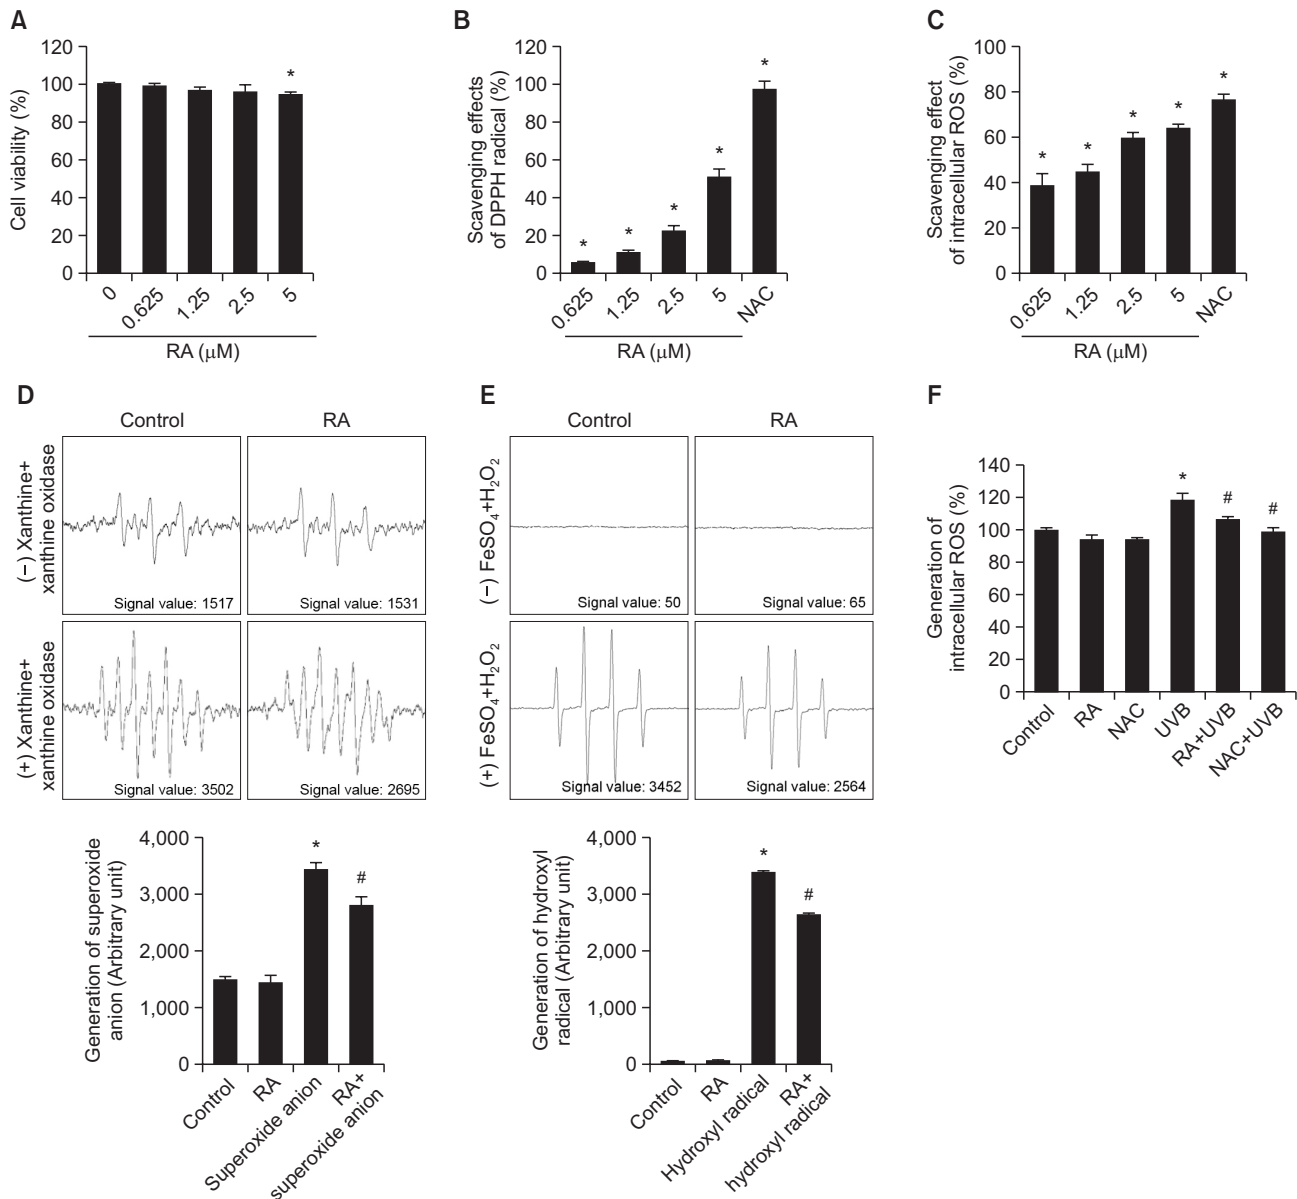 A
120
100
80
60
40
20
0
Cell viability (%)
*
0
0.625
1.25
2.5
5
RA (μM)
B
120
100
80
60
40
20
0
Scavenging effects
of DPPH radical (%)
*
*
*
*
*
0.625
1.25
2.5
5
NAC
RA (μM)
C
100
80
60
40
20
0
Scavenging effect
of intracellular ROS (%)
*
*
*
*
*
0.625
1.25
2.5
5
NAC
RA (μM)
D
Control
RA
(−) Xanthine+
xanthine oxidase
Signal value: 1517
Signal value: 1531
(+) Xanthine+
xanthine oxidase
Signal value: 3502
Signal value: 2695
4,000
3,000
2,000
1,000
0
Generation of superoxide
anion (Arbitrary unit)
*
#
Control
RA
Superoxide anion
RA+
superoxide anion
E
Control
RA
(−) FeSO4+H2O2
Signal value: 50
Signal value: 65
(+) FeSO4+H2O2
Signal value: 3452
Signal value: 2564
4,000
3,000
2,000
1,000
0
Generation of hydroxyl
radical (Arbitrary unit)
*
#
Control
RA
Hydroxyl radical
RA+
hydroxyl radical
F
140
120
100
80
60
40
20
0
Generation of
intracellular ROS (%)
*
#
#
Control
RA
NAC
UVB
RA+UVB
NAC+UVB